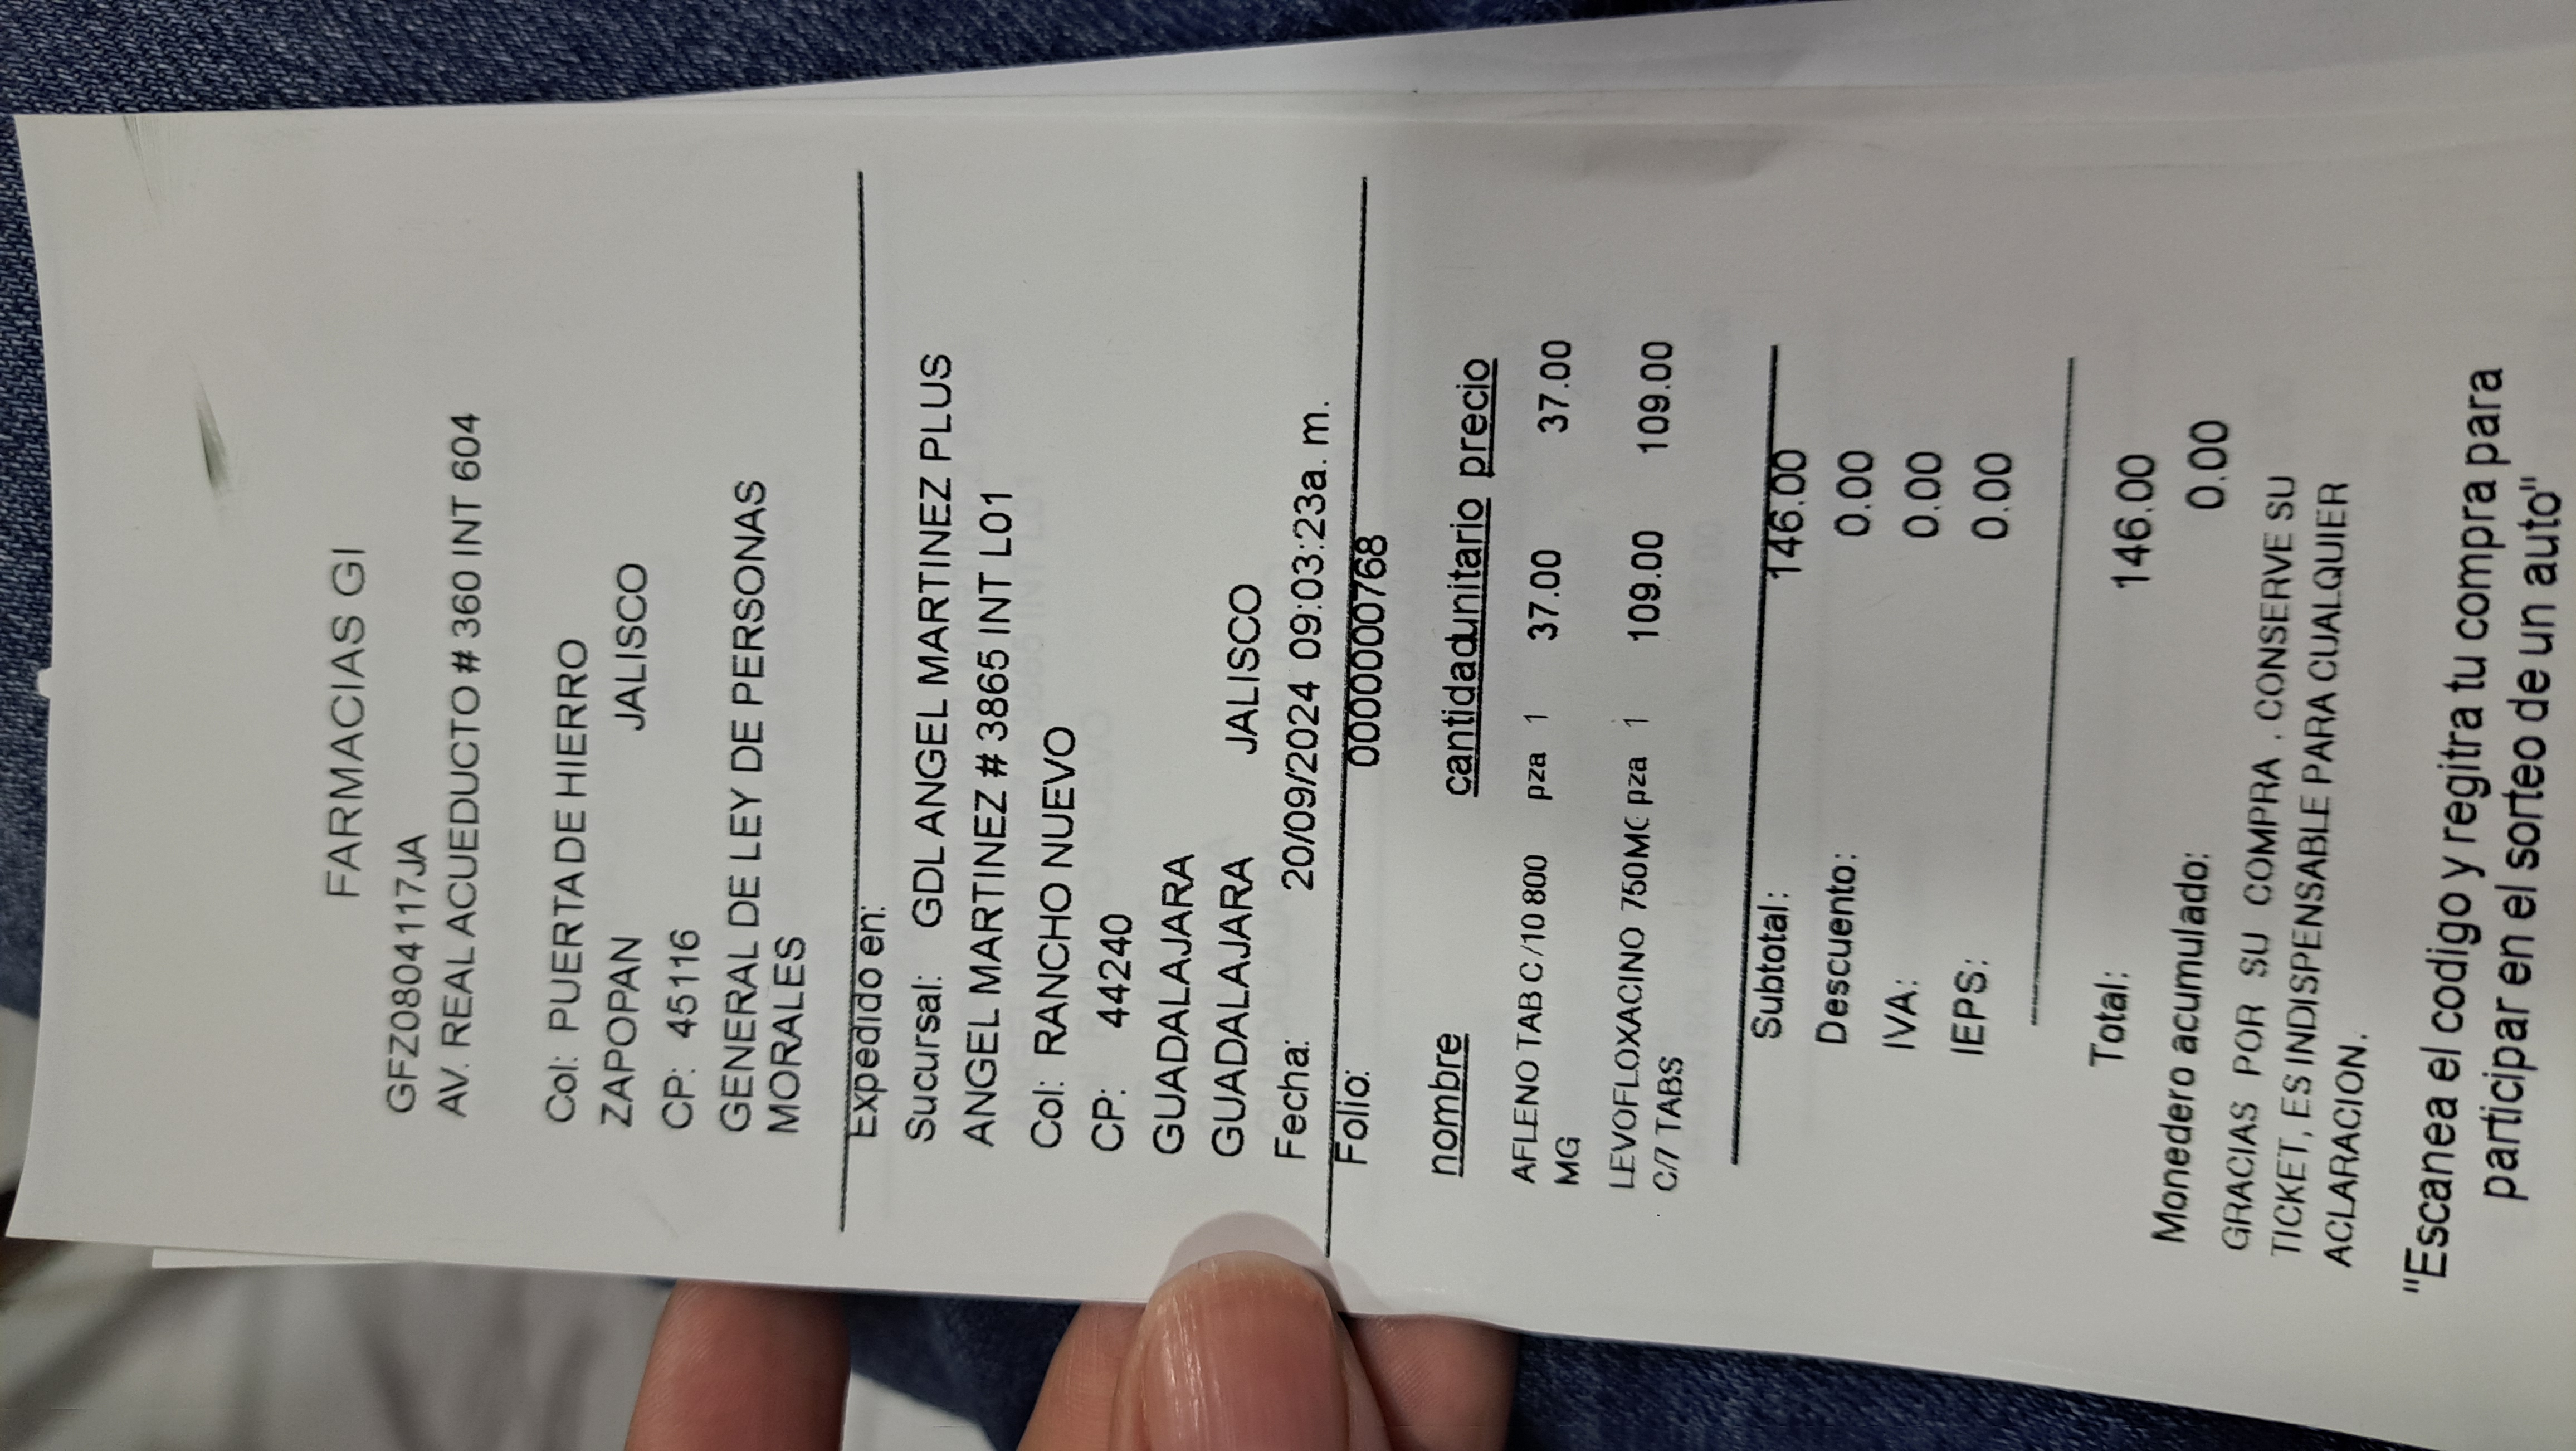 FARMACIAS GI
GFZ0804117JA
AV. REAL ACUEDUCTO # 360 INT 604
Col: PUERTA DE HIERRO
ZAPOPAN JALISCO
CP: 45116
GENERAL DE LEY DE PERSONAS
MORALES
Expedido en:
Sucursal: GDL ANGEL MARTINEZ PLUS
ANGEL MARTINEZ # 3865 INT L01
Col: RANCHO NUEVO
CP: 44240
GUADALAJARA
GUADALAJARA JALISCO
Fecha: 20/09/2024 09:03:23a. m.
Folio: 0000000768
nombre cantidadunitario precio
AFLENO TAB C/10 800 pza 1 37.00 37.00
MG
LEVOFLOXACINO 750MG pza 1 109.00 109.00
C/7 TABS
Subtotal: 146.00
Descuento: 0.00
IVA: 0.00
IEPS: 0.00
Total: 146.00
Monedero acumulado: 0.00
GRACIAS POR SU COMPRA . CONSERVE SU
TICKET, ES INDISPENSABLE PARA CUALQUIER
ACLARACION.
"Escanea el codigo y regitra tu compra para
participar en el sorteo de un auto"